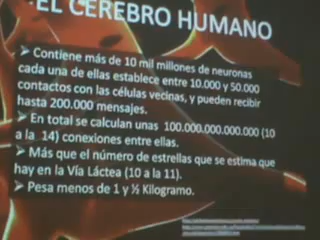 EL CEREBRO HUMANO
➤ Contiene más de 10 mil millones de neuronas
cada una de ellas establece entre 10.000 y 50.000
contactos con las células vecinas, y pueden recibir
hasta 200.000 mensajes.
➤ En total se calculan unas 100.000.000.000.000 (10
a la 14) conexiones entre ellas.
➤ Más que el número de estrellas que se estima que
hay en la Vía Láctea (10 a la 11).
➤ Pesa menos de 1 y ½ Kilogramo.